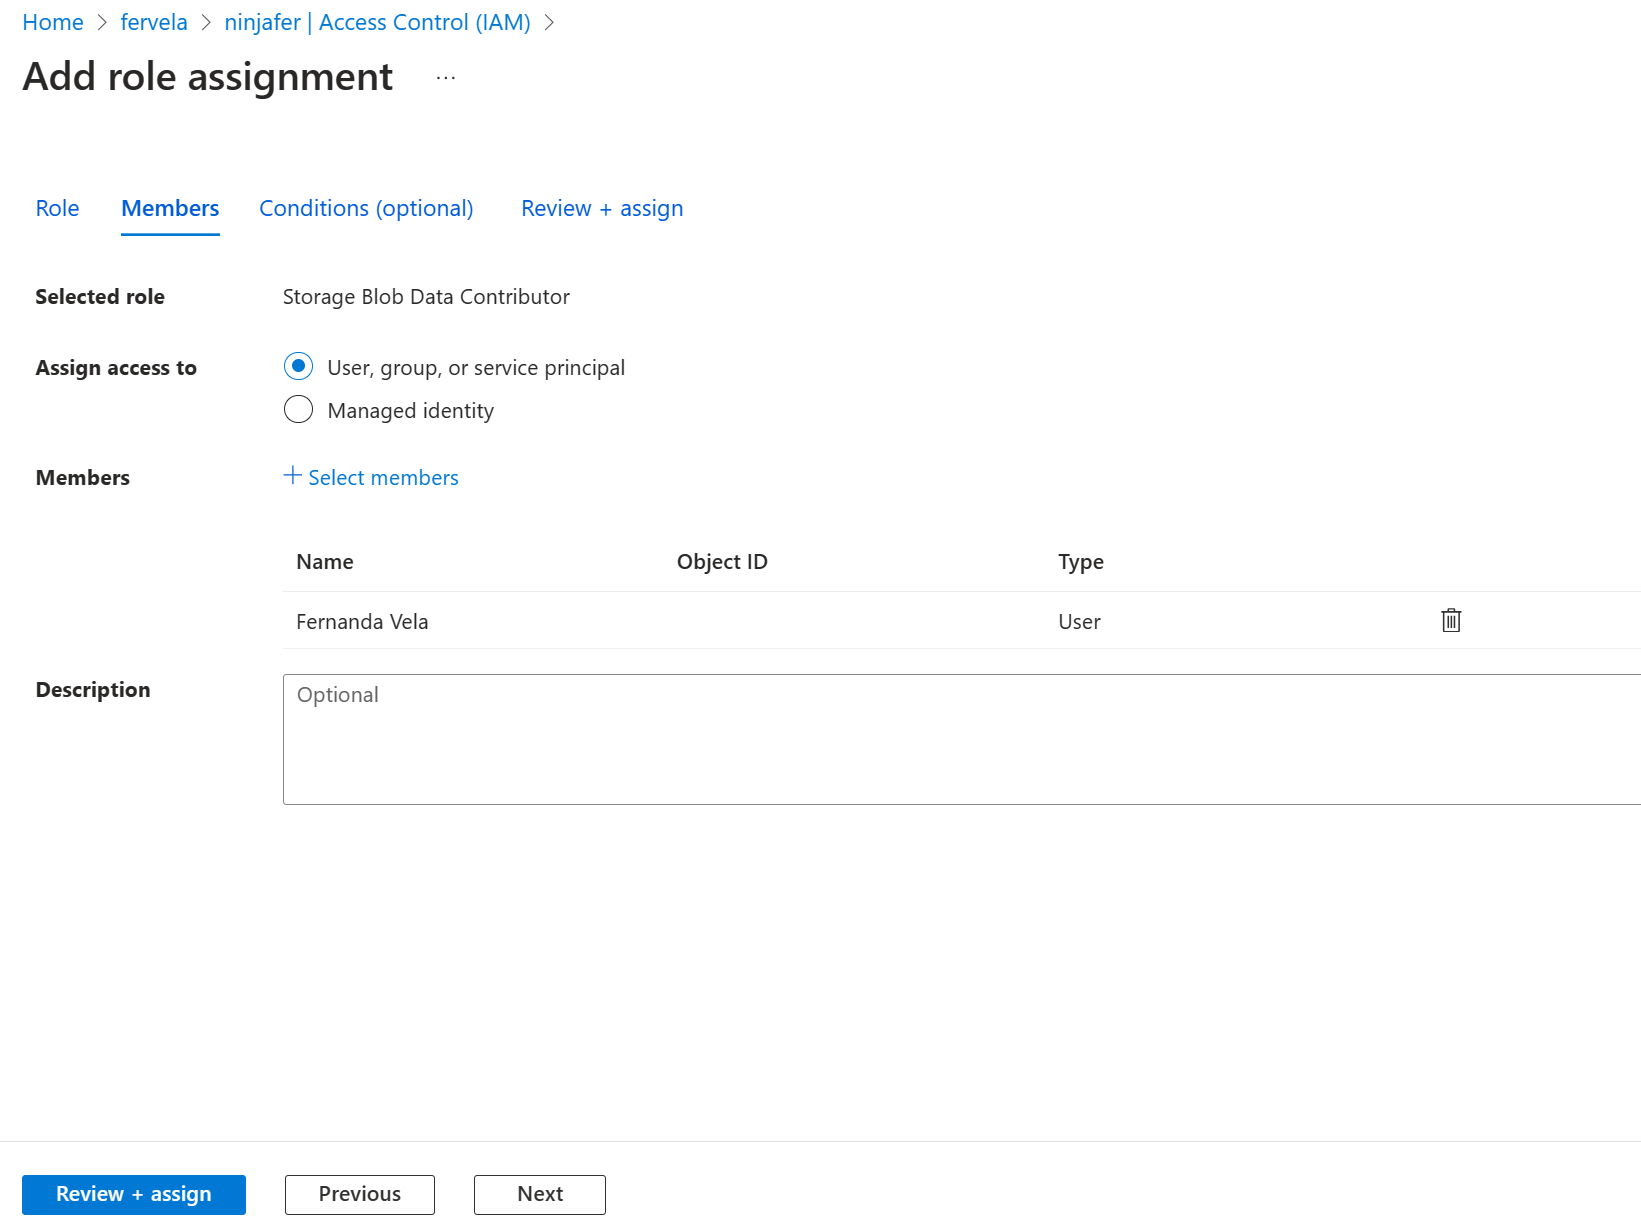 Home > fervela > ninjafer | Access Control (IAM) >
Add role assignment ...
Role Members Conditions (optional) Review + assign
Selected role Storage Blob Data Contributor
Assign access to User, group, or service principal
Managed identity
Members + Select members
Name Object ID Type
Fernanda Vela User
Description Optional
Review + assign Previous Next